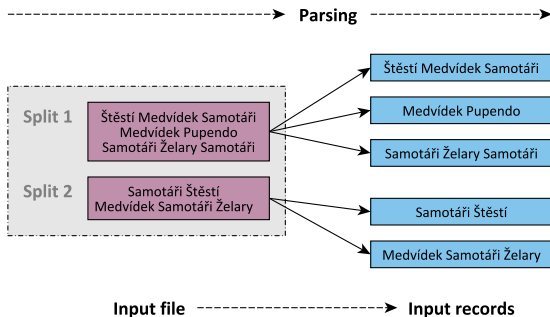 Parsing
Split 1
Štěstí Medvídek Samotáři
Medvídek Pupendo
Samotáři Želary Samotáři
Split 2
Samotáři Štěstí
Medvídek Samotáři Želary
Štěstí Medvídek Samotáři
Medvídek Pupendo
Samotáři Želary Samotáři
Samotáři Štěstí
Medvídek Samotáři Želary
Input file
Input records